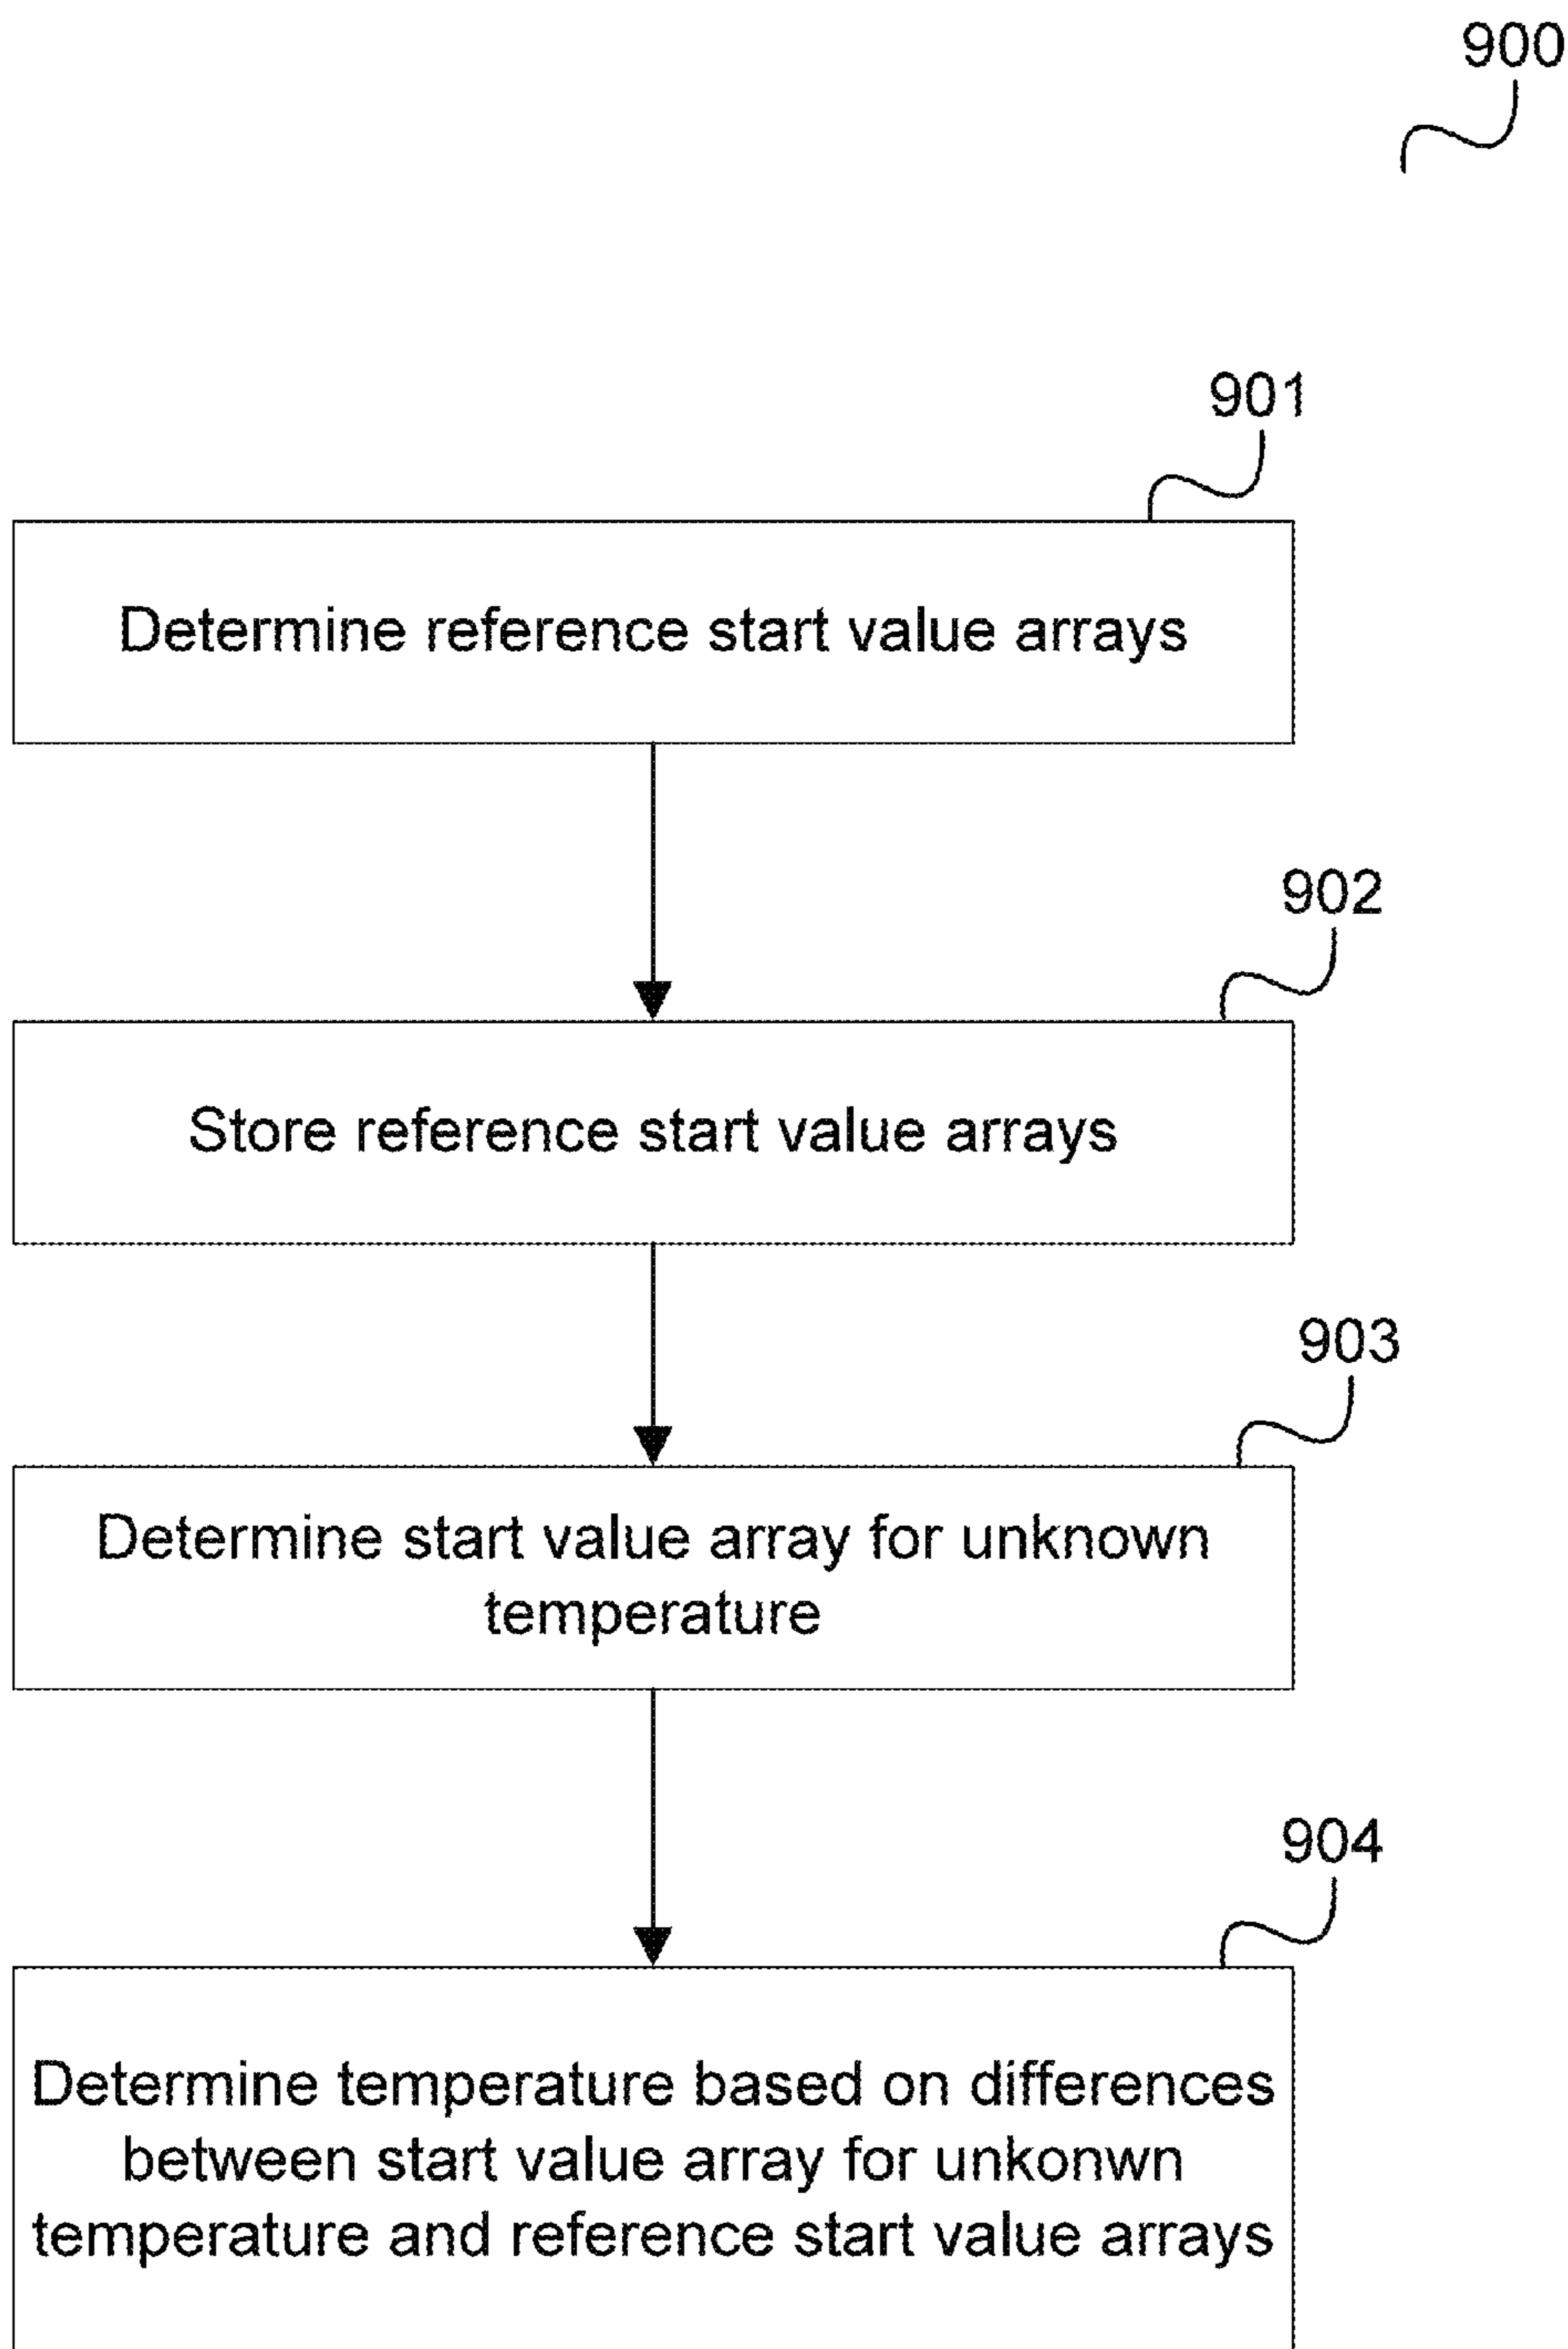 900
901
Determine reference start value arrays
902
Store reference start value arrays
903
Determine start value array for unknown
temperature
904
Determine temperature based on differences
between start value array for unkonwn
temperature and reference start value arrays